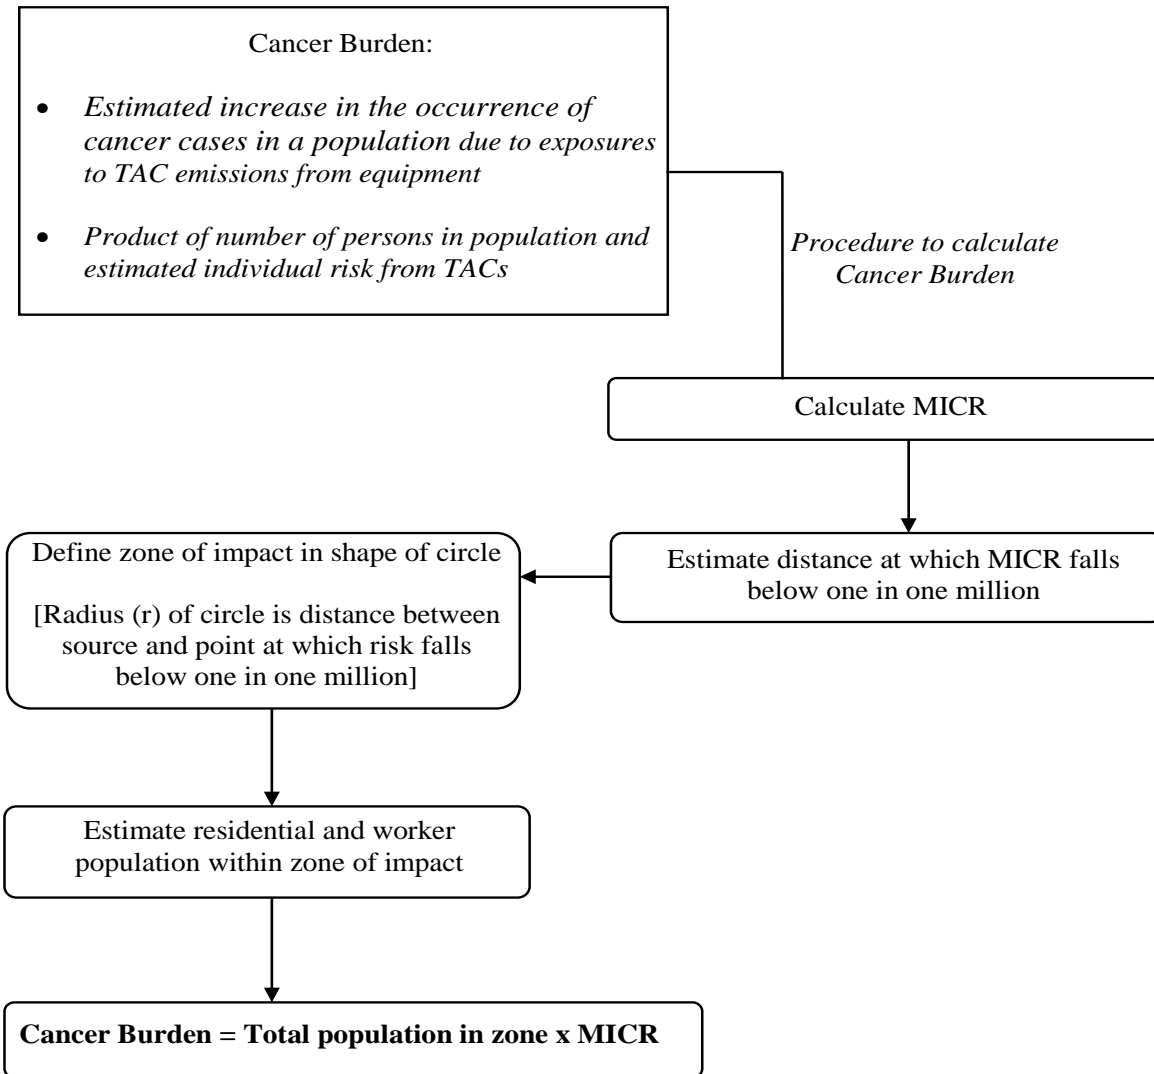 Cancer Burden:
• Estimated increase in the occurrence of
cancer cases in a population due to exposures
to TAC emissions from equipment
• Product of number of persons in population and
estimated individual risk from TACs
Procedure to calculate
Cancer Burden
Calculate MICR
Estimate distance at which MICR falls
below one in one million
Define zone of impact in shape of circle
[Radius (r) of circle is distance between
source and point at which risk falls
below one in one million]
Estimate residential and worker
population within zone of impact
Cancer Burden = Total population in zone x MICR